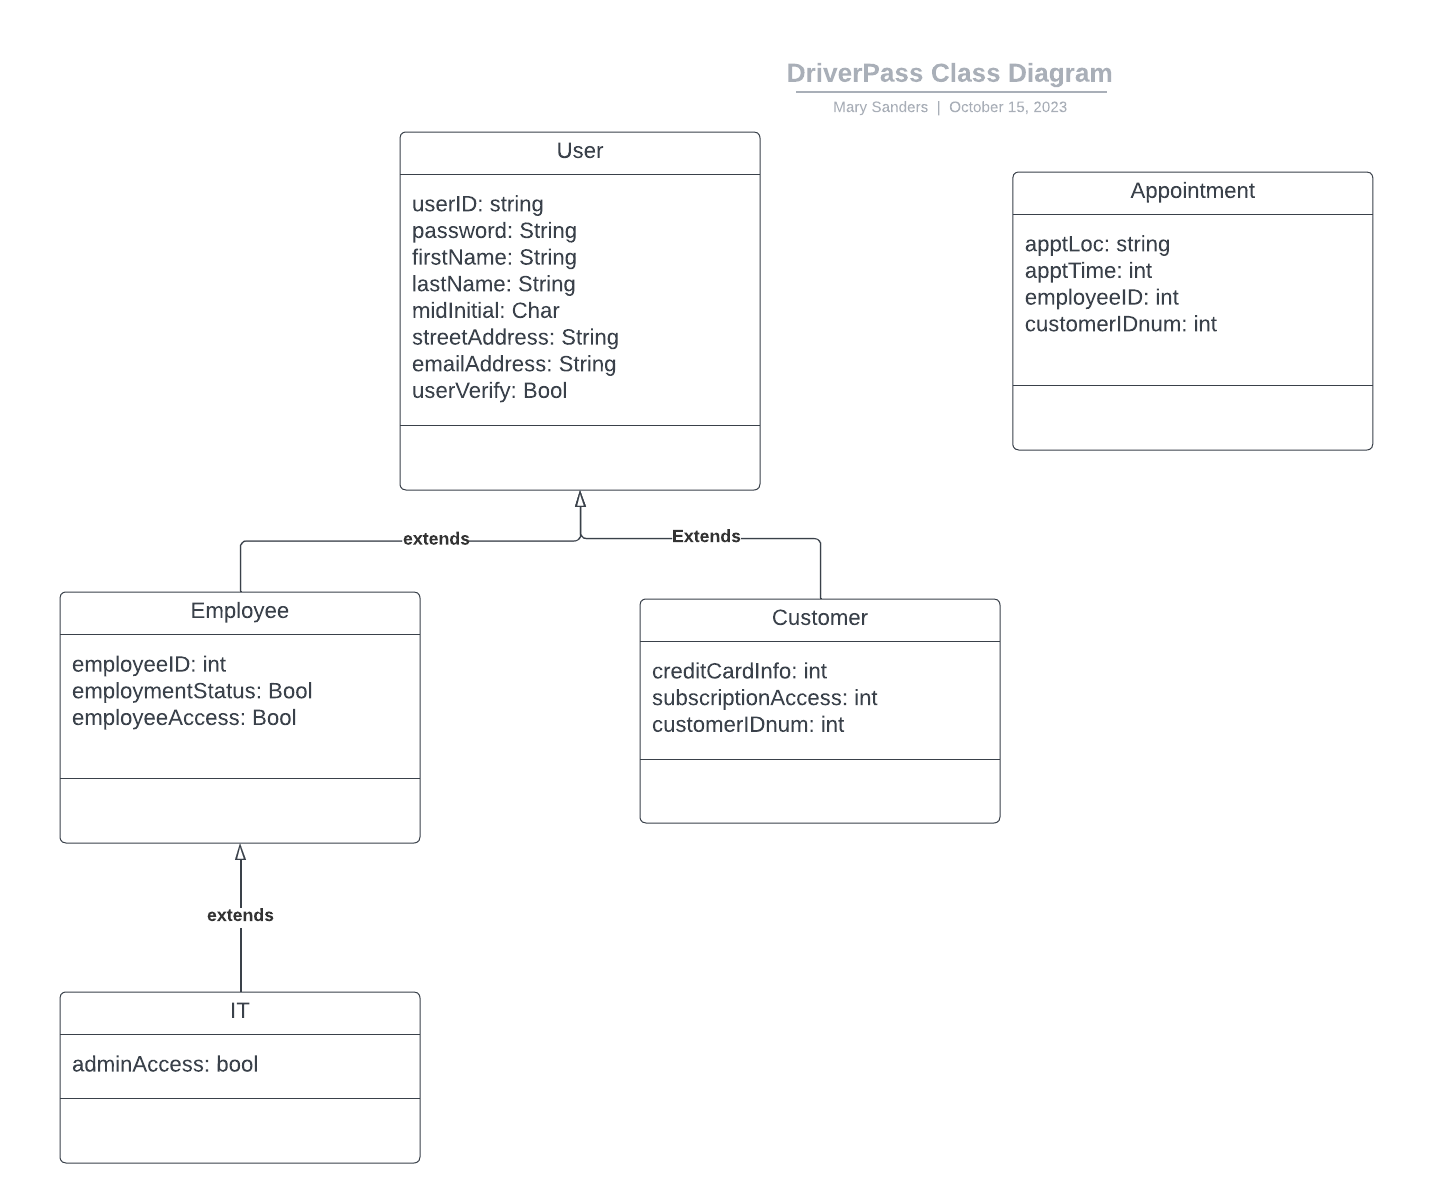 DriverPass Class Diagram
Mary Sanders | October 15, 2023
User
userID: string
password: String
firstName: String
lastName: String
midInitial: Char
streetAddress: String
emailAddress: String
userVerify: Bool
Appointment
apptLoc: string
apptTime: int
employeeID: int
customerIDnum: int
extends
Extends
Employee
employeeID: int
employmentStatus: Bool
employeeAccess: Bool
Customer
creditCardInfo: int
subscriptionAccess: int
customerIDnum: int
extends
IT
adminAccess: bool